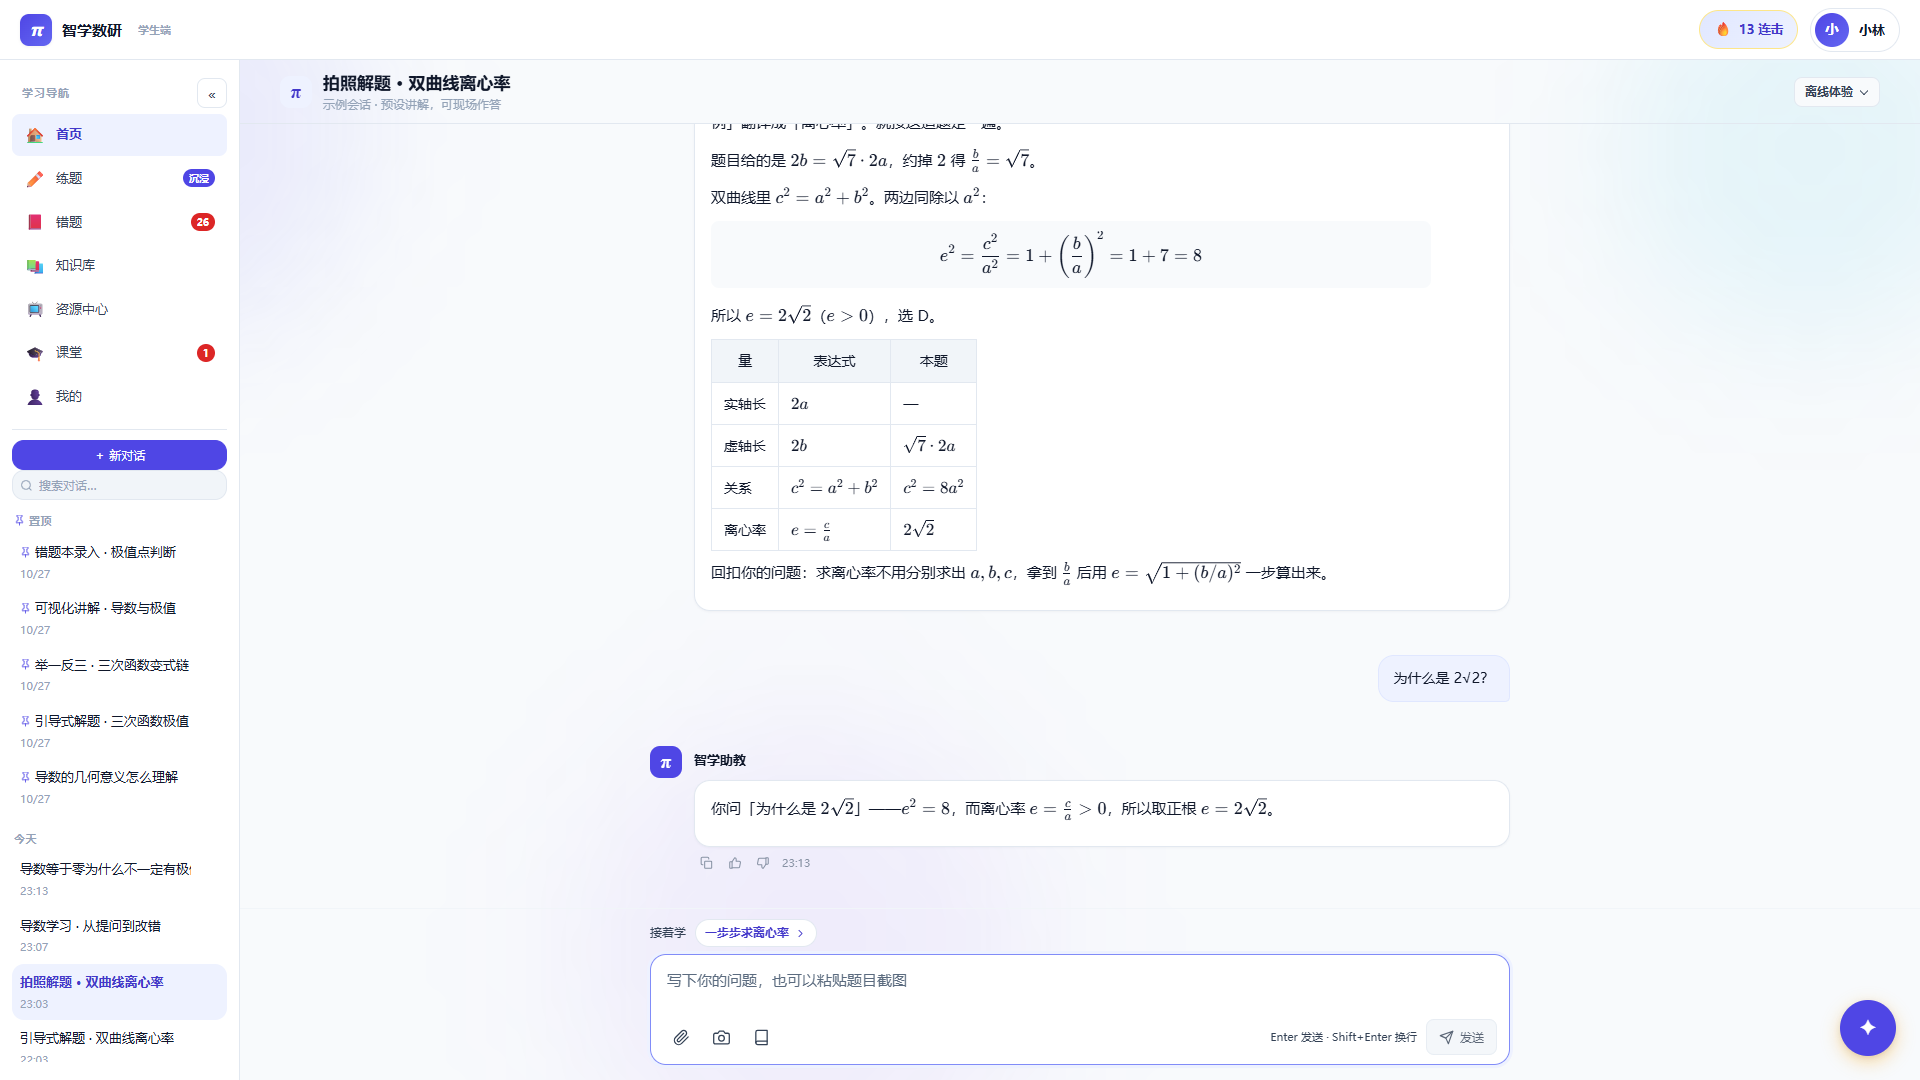 π 智学数研 学生端
13 连击
小 小林
学习导航
«
首页
练题 沉浸
错题 26
知识库
资源中心
课堂 1
我的
+ 新对话
搜索对话...
置顶
错题本录入 · 极值点判断
10/27
可视化讲解 · 导数与极值
10/27
举一反三 · 三次函数变式链
10/27
引导式解题 · 三次函数极值
10/27
导数的几何意义怎么理解
10/27
今天
导数等于零为什么不一定有极
23:13
导数学习 · 从提问到改错
23:07
拍照解题 • 双曲线离心率
23:03
引导式解题 · 双曲线离心率
22:03
π 拍照解题 • 双曲线离心率
示例会话 · 预设讲解,可现场作答
离线体验
题目给的是 2b = √7 · 2a,约掉 2 得 b/a = √7。
双曲线里 c² = a² + b²。两边同除以 a²:
e² = c²/a² = 1 + (b/a)² = 1 + 7 = 8
所以 e = 2√2(e > 0),选 D。
量 表达式 本题
实轴长 2a —
虚轴长 2b √7 · 2a
关系 c² = a² + b² c² = 8a²
离心率 e = c/a 2√2
回扣你的问题:求离心率不用分别求出 a, b, c,拿到 b/a 后用 e = √(1 + (b/a)²) 一步算出来。
为什么是 2√2?
π 智学助教
你问「为什么是 2√2」——e² = 8,而离心率 e = c/a > 0,所以取正根 e = 2√2。
23:13
接着学 一步步求离心率 ›
写下你的问题,也可以粘贴题目截图
Enter 发送 · Shift+Enter 换行
发送